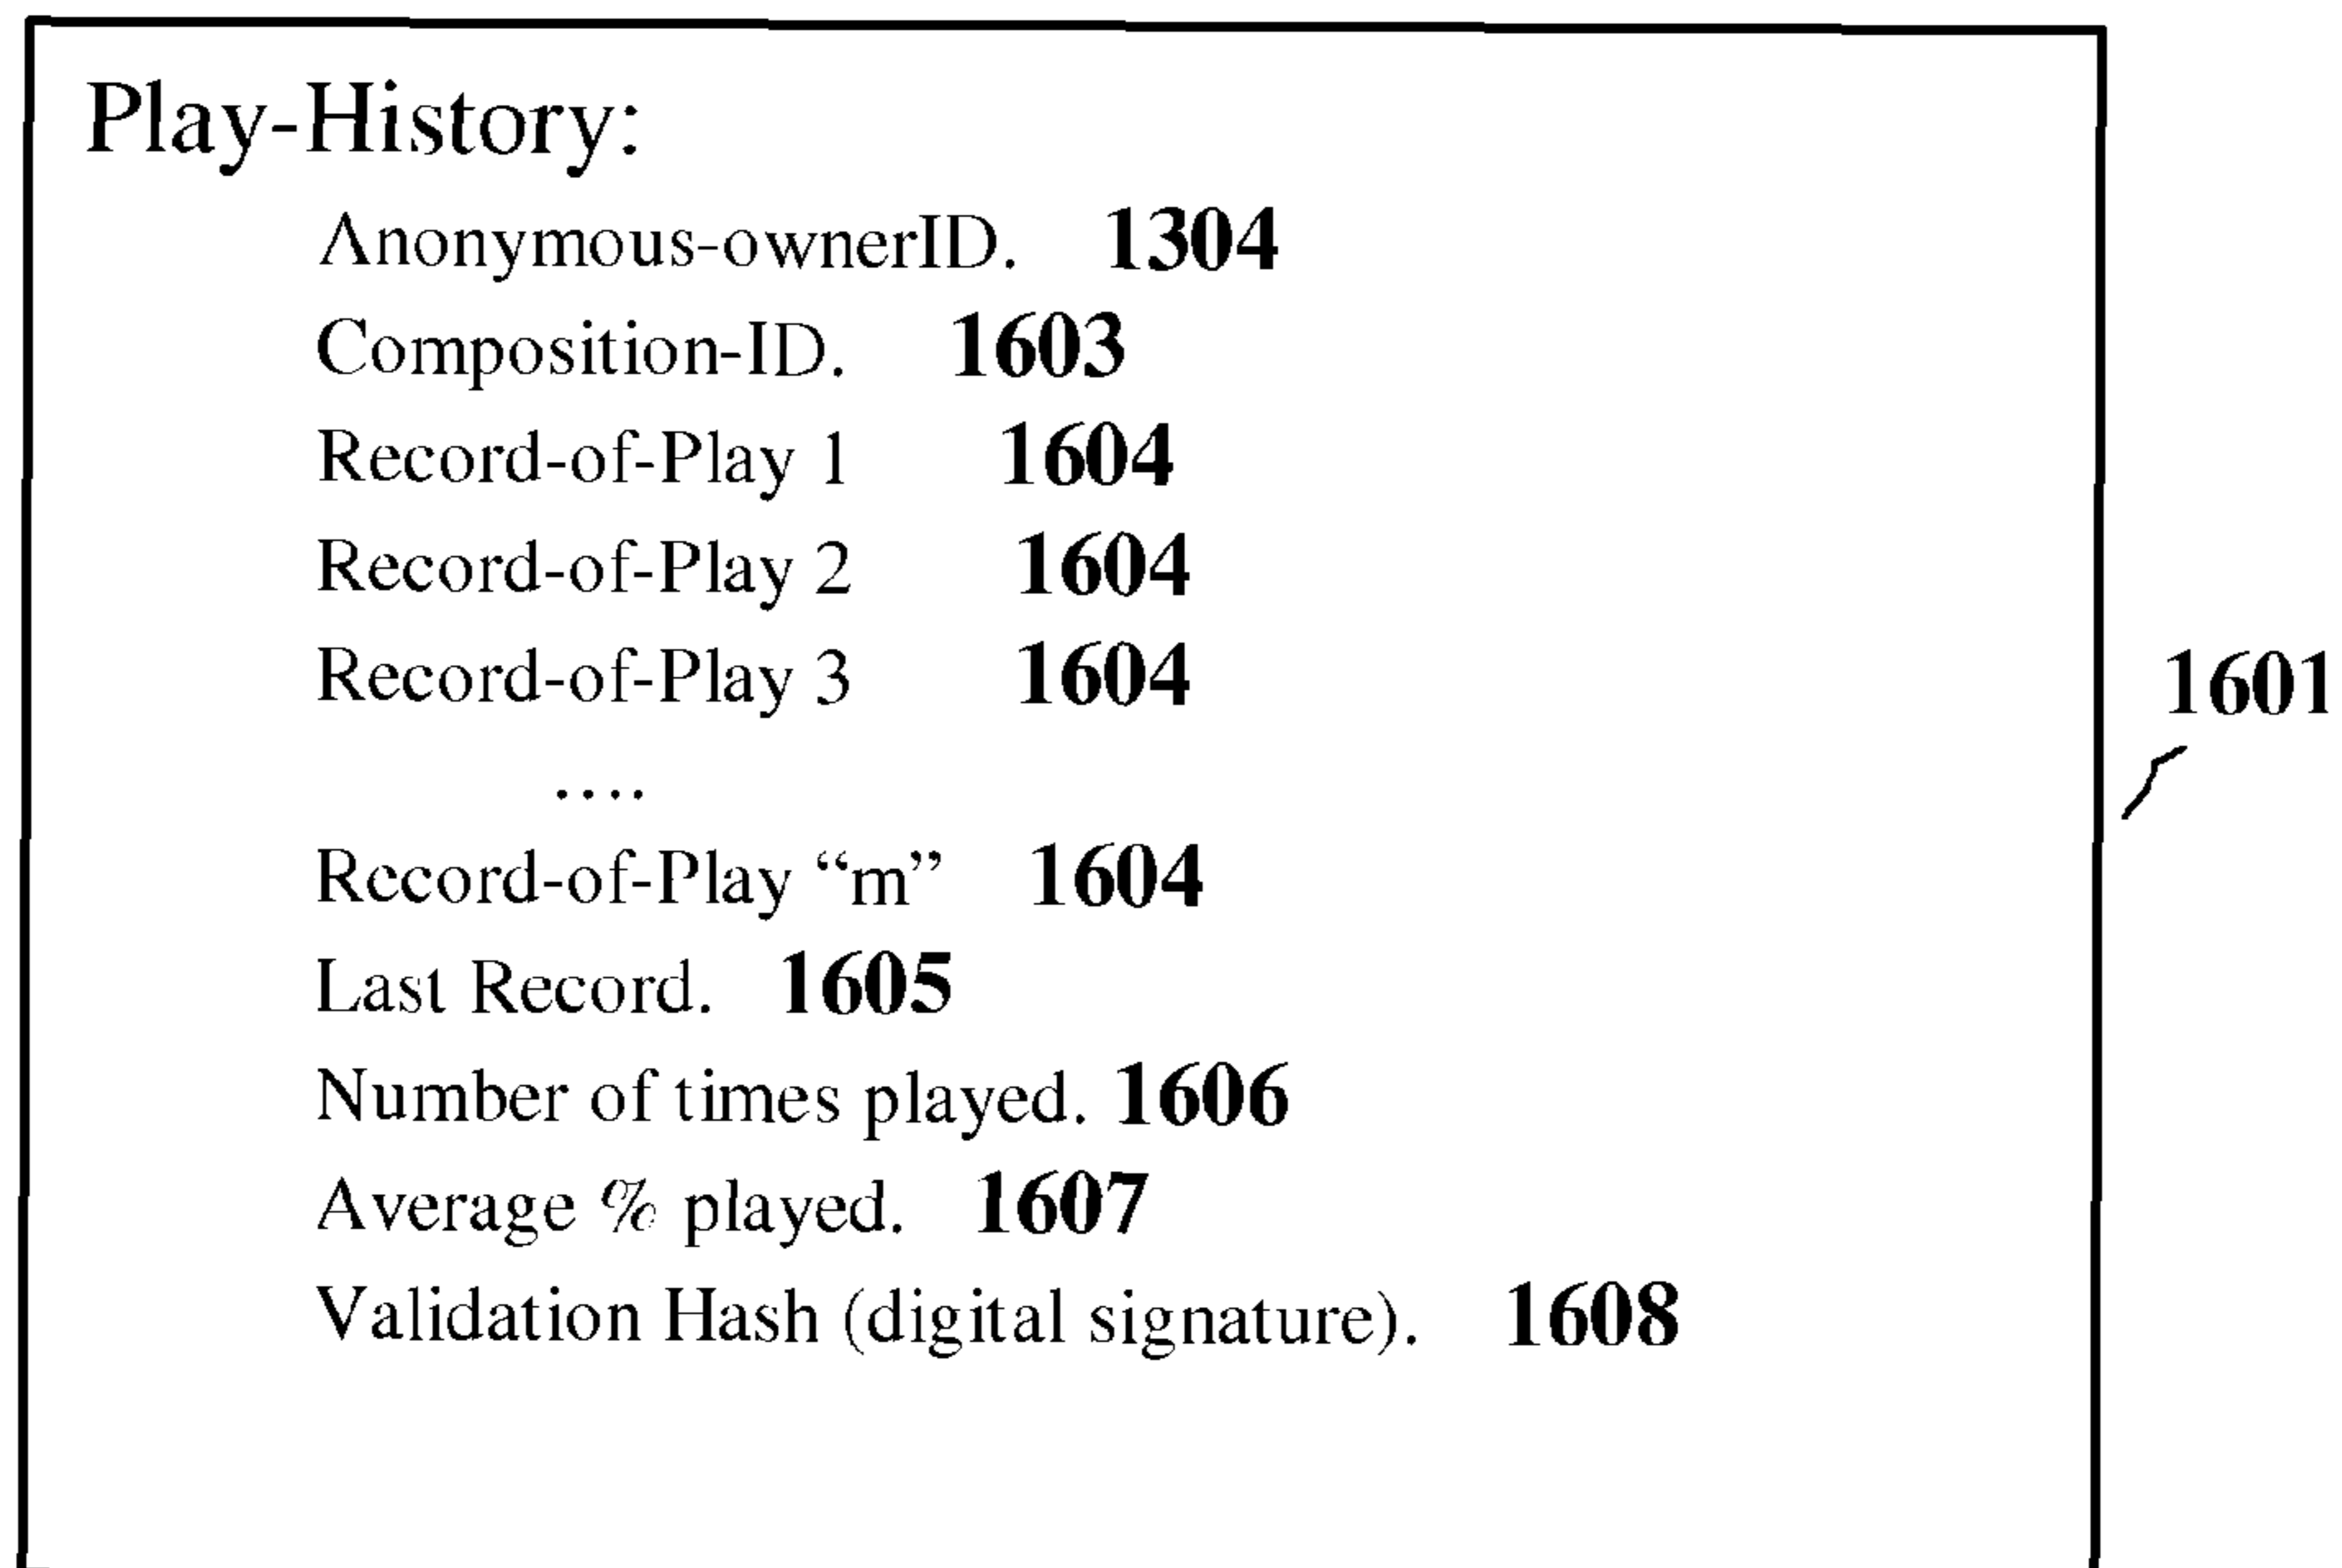 Play-History:
Anonymous-ownerID. 1304
Composition-ID. 1603
Record-of-Play 1 1604
Record-of-Play 2 1604
Record-of-Play 3 1604
1601
....
Record-of-Play “m” 1604
Last Record. 1605
Number of times played. 1606
Average % played. 1607
Validation Hash (digital signature). 1608